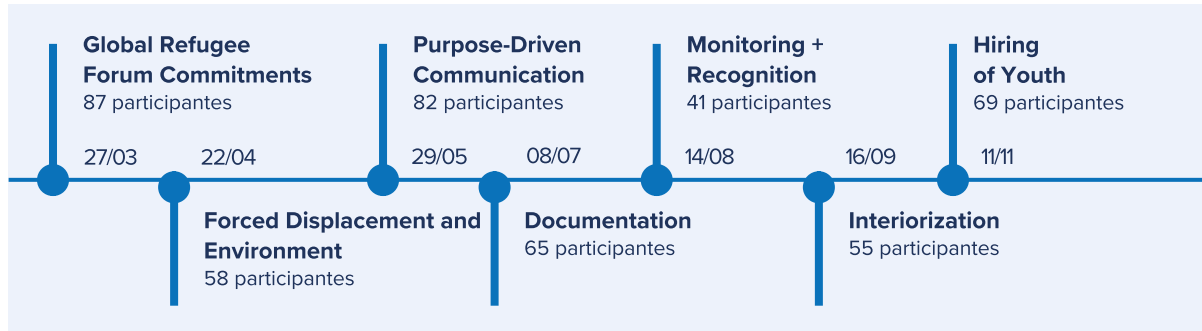 Global Refugee
Forum Commitments
87 participantes
27/03
22/04
Forced Displacement and
Environment
58 participantes
Purpose-Driven
Communication
82 participantes
29/05
08/07
Documentation
65 participantes
Monitoring +
Recognition
41 participantes
14/08
16/09
Interiorization
55 participantes
Hiring
of Youth
69 participantes
11/11